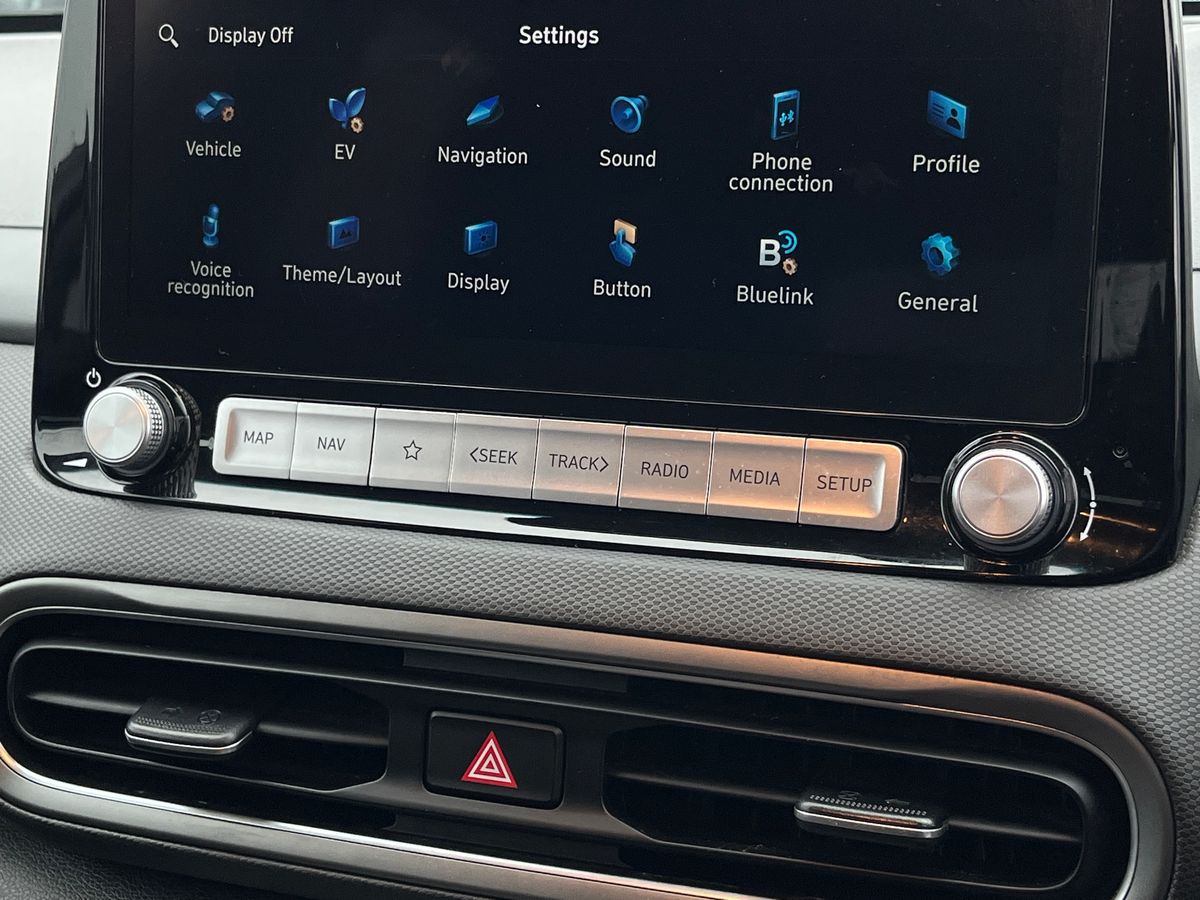 Display Off
Settings
Vehicle
EV
Navigation
Sound
Phone
connection
Profile
Voice
recognition
Theme/Layout
Display
Button
B
Bluelink
General
MAP
NAV
<SEEK
TRACK>
RADIO
MEDIA
SETUP